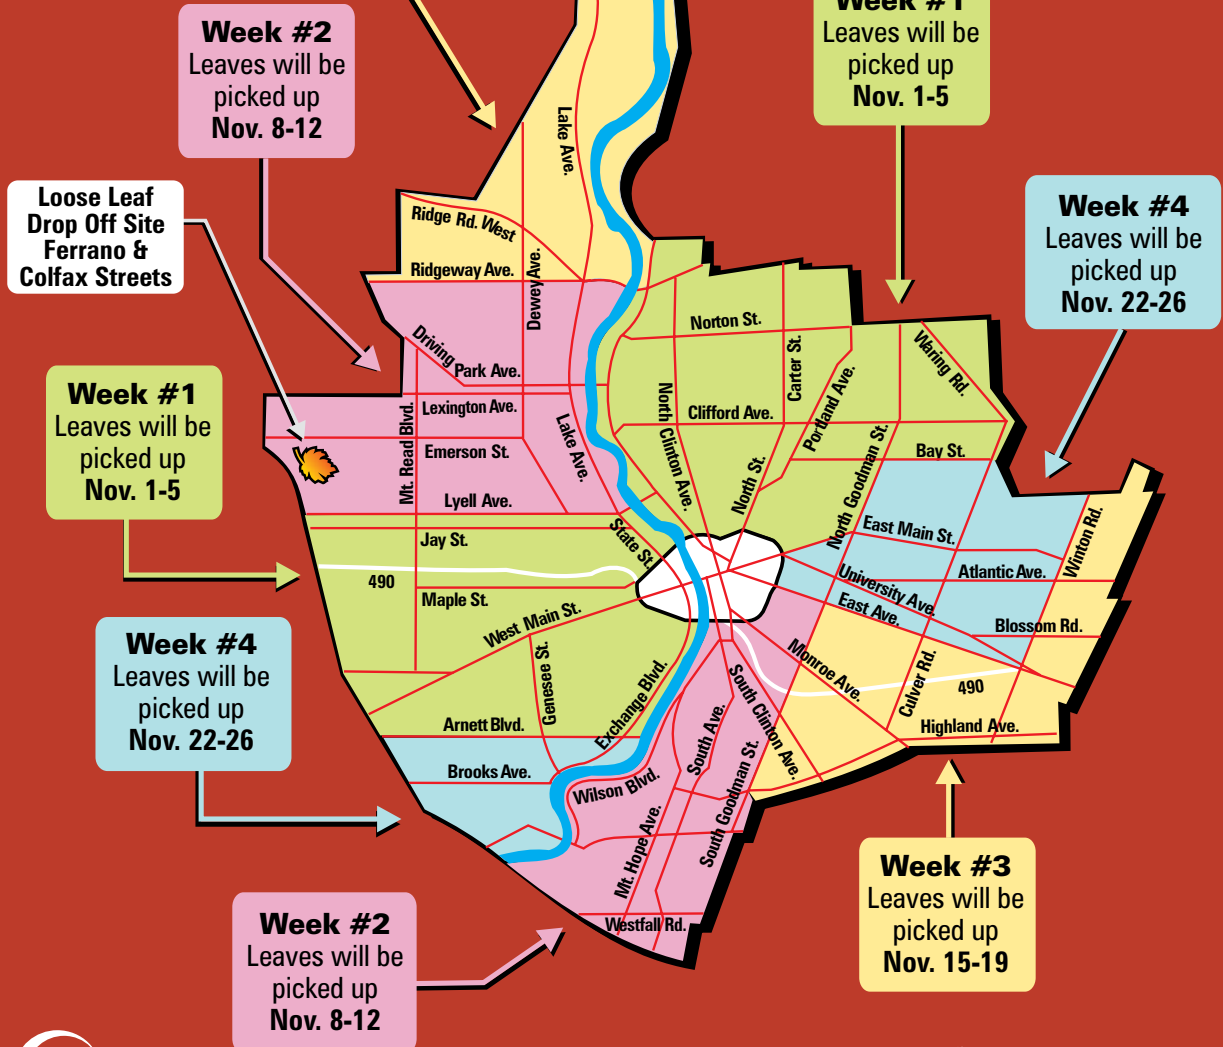 Week #2
Leaves will be
picked up
Nov. 8-12
Week #1
Leaves will be
picked up
Nov. 1-5
Loose Leaf
Drop Off Site
Ferrano &
Colfax Streets
Week #4
Leaves will be
picked up
Nov. 22-26
Week #1
Leaves will be
picked up
Nov. 1-5
Week #4
Leaves will be
picked up
Nov. 22-26
Week #2
Leaves will be
picked up
Nov. 8-12
Week #3
Leaves will be
picked up
Nov. 15-19
Lake Ave.
Ridge Rd. West
Ridgeway Ave.
Dewey Ave.
Driving
Park Ave.
Lexington Ave.
Mt. Read Blvd.
Emerson St.
Lake Ave.
Lyell Ave.
Jay St.
State St.
490
Maple St.
West Main St.
Genesee St.
Exchange Blvd.
Arnett Blvd.
Brooks Ave.
Wilson Blvd.
Norton St.
Carter St.
Portland Ave.
Waring Rd.
North Clinton Ave.
Clifford Ave.
North St.
North Goodman St.
Bay St.
East Main St.
Winton Rd.
University Ave.
Atlantic Ave.
East Ave.
Blossom Rd.
Monroe Ave.
Culver Rd.
490
Highland Ave.
South Clinton Ave.
South Ave.
South Goodman St.
Mt. Hope Ave.
Westfall Rd.